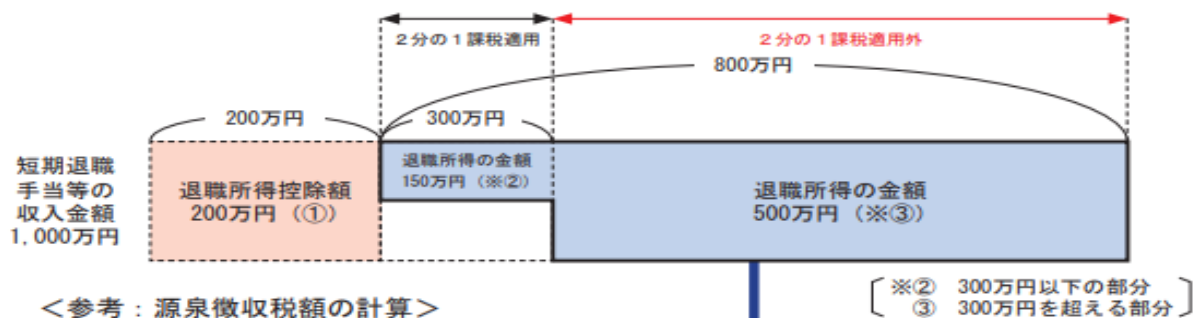 2分の1課税適用
2分の1課税適用外
800万円
200万円
300万円
短期退職
手当等の
収入金額
1,000万円
退職所得控除額
200万円（①）
退職所得の金額
150万円（※②）
退職所得の金額
500万円（※③）
※② 300万円以下の部分
③ 300万円を超える部分
＜参考：源泉徴収税額の計算＞